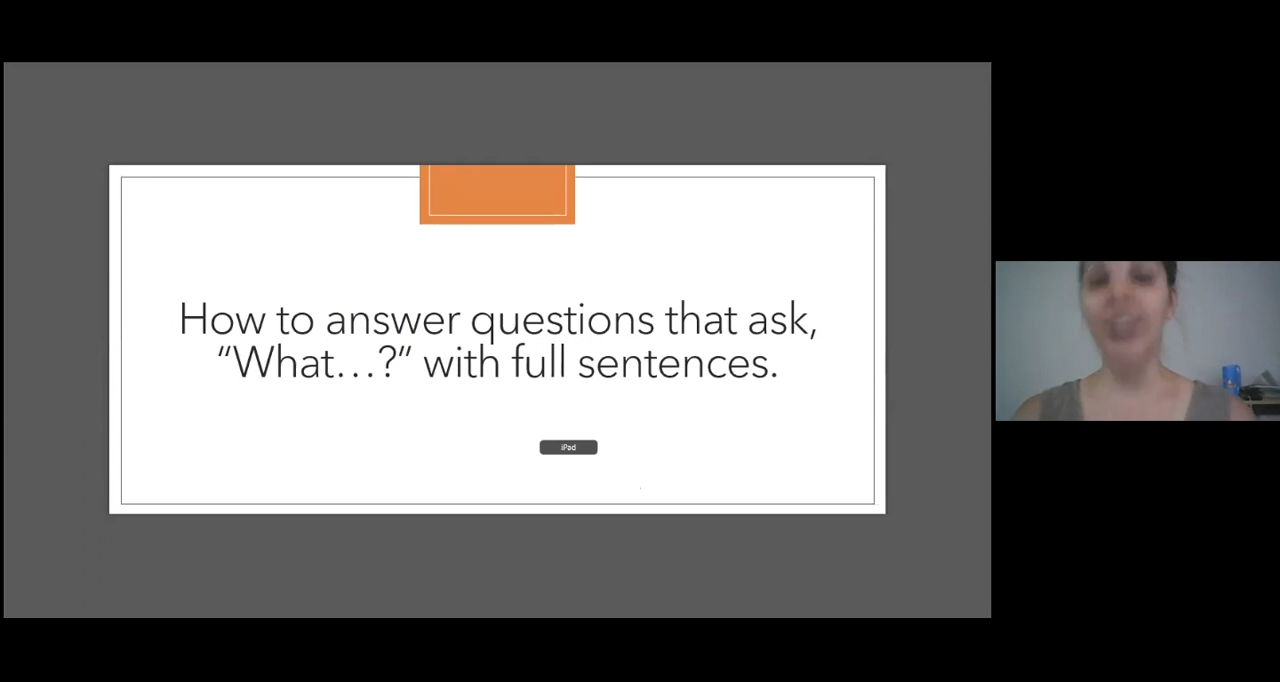 How to answer questions that ask,
“What…?” with full sentences.
iPad